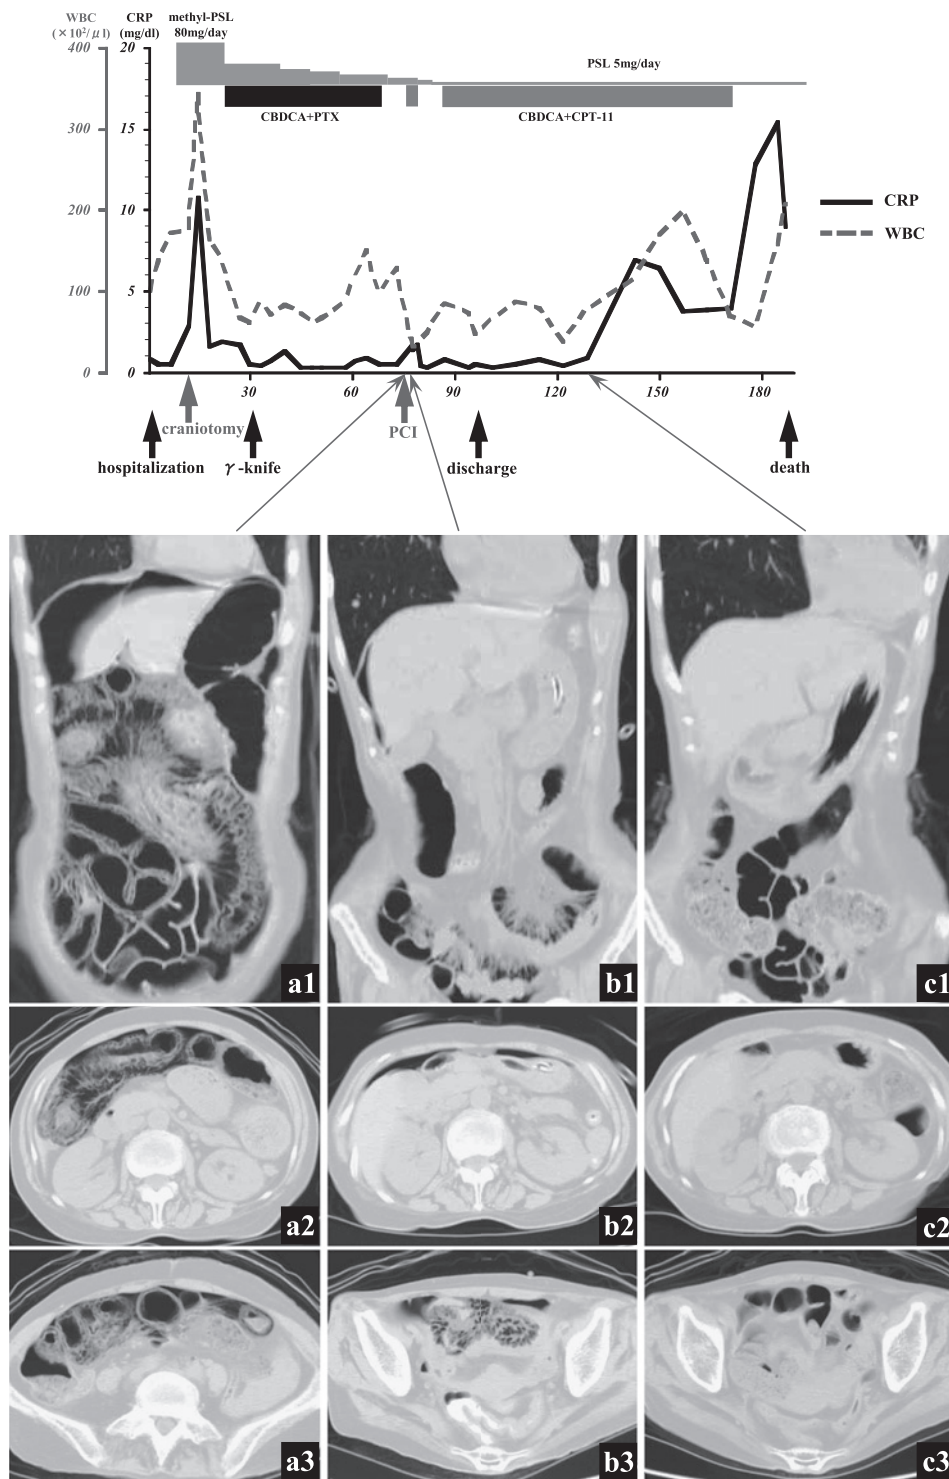 WBC CRP methyl-PSL
(×10²/μl) (mg/dl) 80mg/day
400 20
PSL 5mg/day
CBDCA+PTX CBDCA+CPT-11
300 15
200 10
CRP
WBC
100 5
0 0
30 60 90 120 150 180
craniotomy PCI
hospitalization γ-knife discharge death
a1 b1 c1
a2 b2 c2
a3 b3 c3